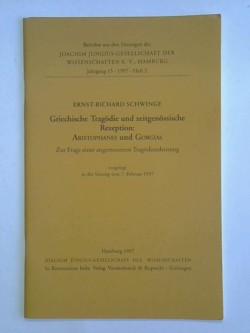 Berichte aus den Sitzungen der
JOACHIM JUNGIUS-GESELLSCHAFT DER
WISSENSCHAFTEN E. V., HAMBURG
Jahrgang 15 · 1997 · Heft 2
ERNST-RICHARD SCHWINGE
Griechische Tragödie und zeitgenössische
Rezeption:
ARISTOPHANES und GORGIAS
Zur Frage einer angemessenen Tragödiendeutung
vorgelegt
in der Sitzung vom 7. Februar 1997
Hamburg 1997
JOACHIM JUNGIUS-GESELLSCHAFT DER WISSENSCHAFTEN
In Kommission beim Verlag Vandenhoeck & Ruprecht · Göttingen